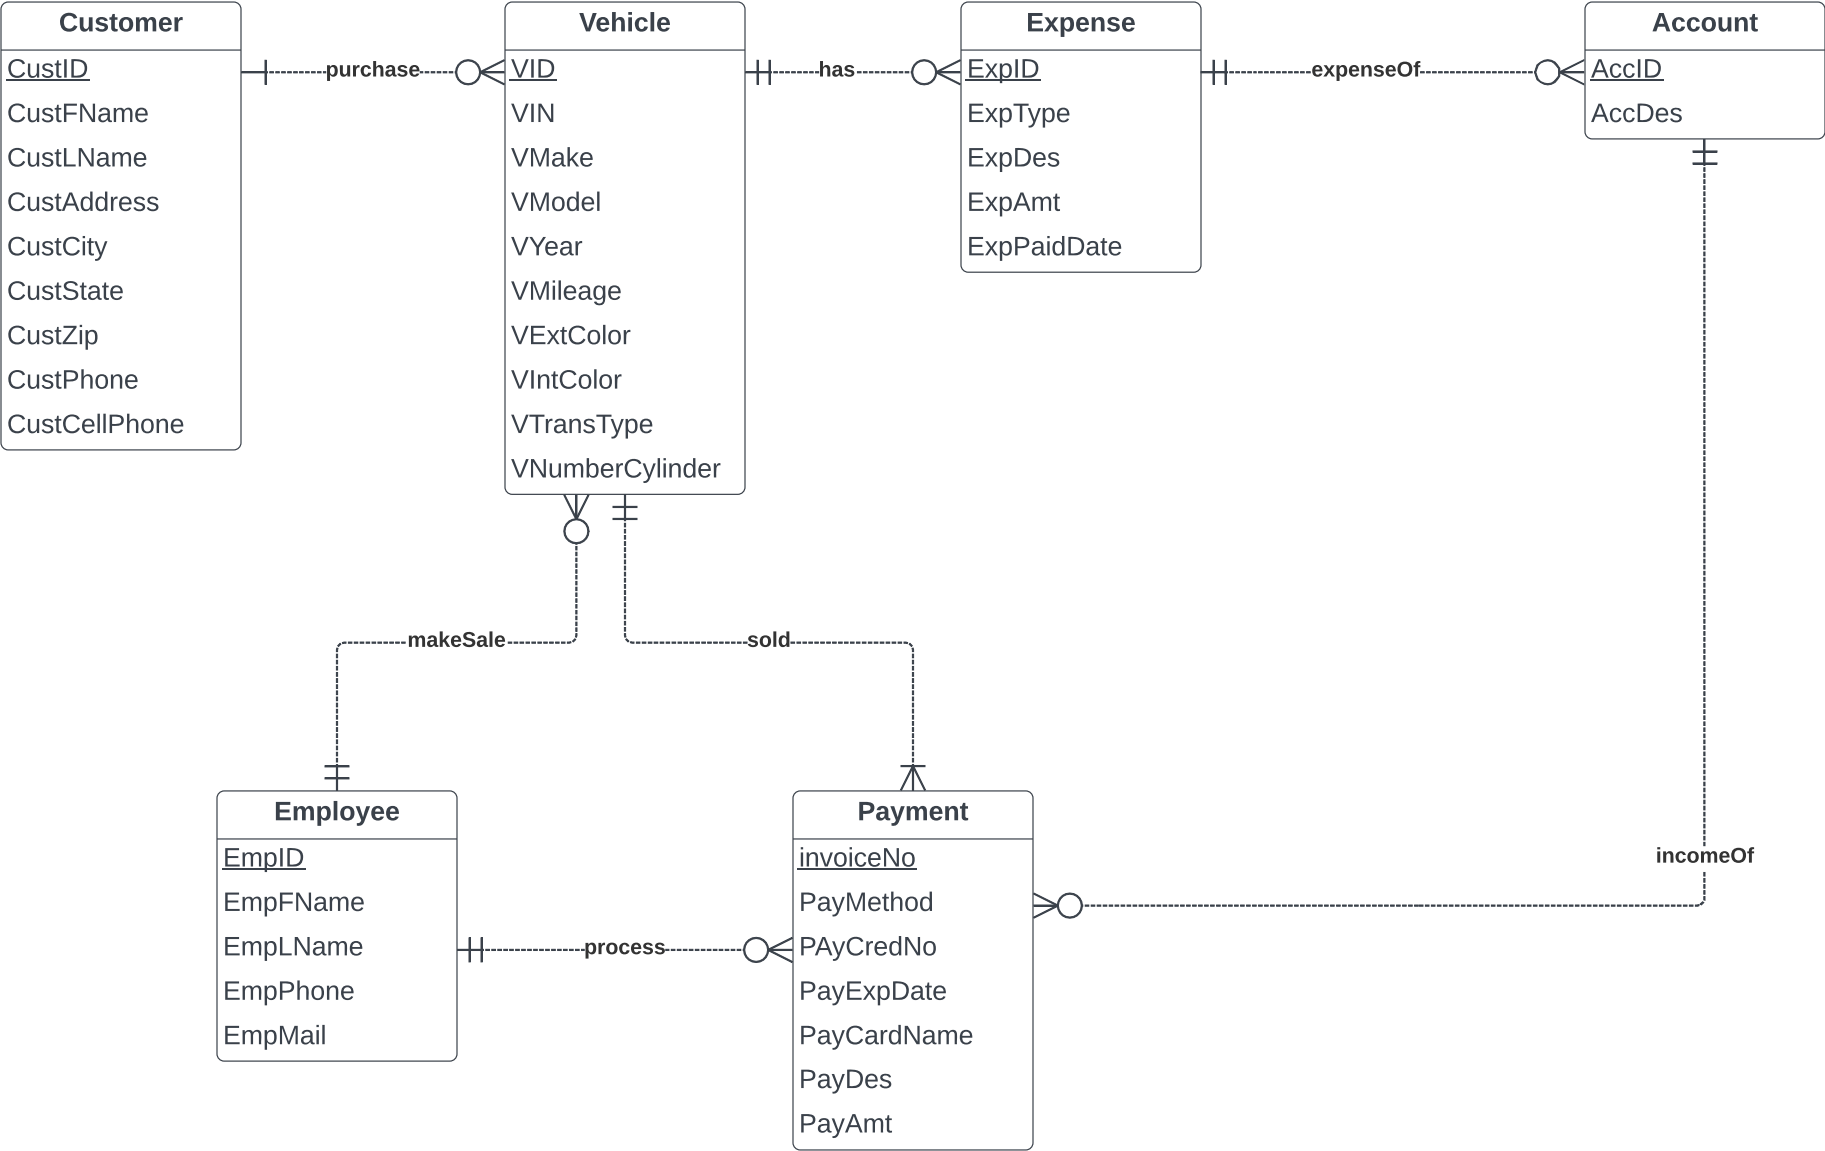 Customer
CustID
CustFName
CustLName
CustAddress
CustCity
CustState
CustZip
CustPhone
CustCellPhone
purchase
Vehicle
VID
VIN
VMake
VModel
VYear
VMileage
VExtColor
VIntColor
VTransType
VNumberCylinder
has
Expense
ExpID
ExpType
ExpDes
ExpAmt
ExpPaidDate
expenseOf
Account
AccID
AccDes
makeSale
sold
Employee
EmpID
EmpFName
EmpLName
EmpPhone
EmpMail
process
Payment
invoiceNo
PayMethod
PAyCredNo
PayExpDate
PayCardName
PayDes
PayAmt
incomeOf